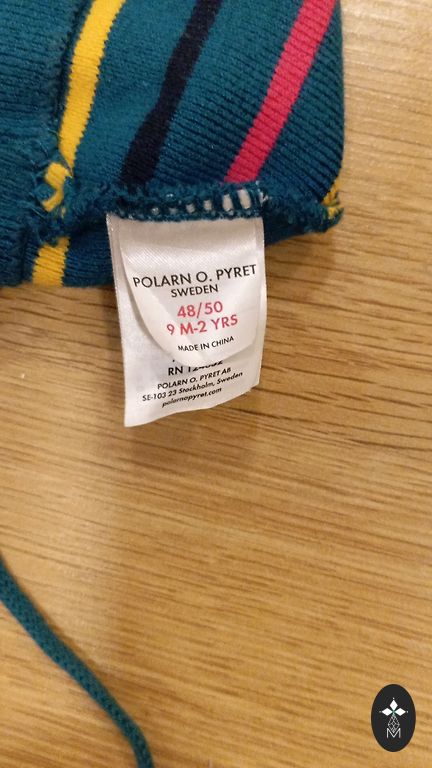 POLARN O. PYRET
SWEDEN
48/50
9 M-2 YRS
MADE IN CHINA
RN
POLARN O. PYRET AB
SE-103 23 Stockholm, Sweden
polarnopyret.com
M